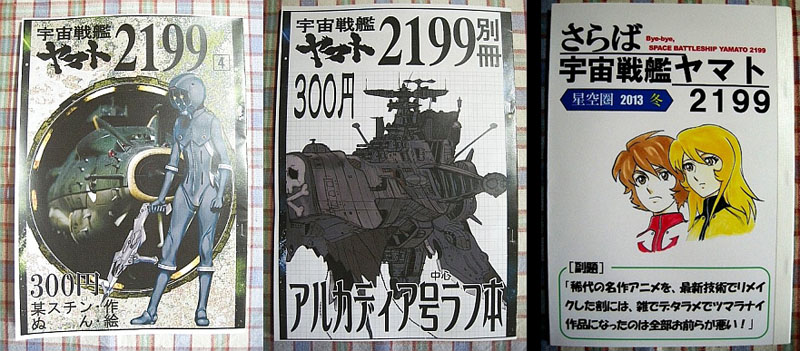 宇宙戦艦
ヤマト2199
4
300円
某スチン・作
ぬ ん・絵
宇宙戦艦
ヤマト2199別冊
300円
中心
アルカディア号ラフ本
さらば
Bye-bye,
SPACE BATTLESHIP YAMATO 2199
宇宙戦艦ヤマト
2199
星空圏 2013 冬
［副題］
「稀代の名作アニメを、最新技術でリメイ
クした割には、雑でデタラメでツマラナイ
作品になったのは全部お前らが悪い！」